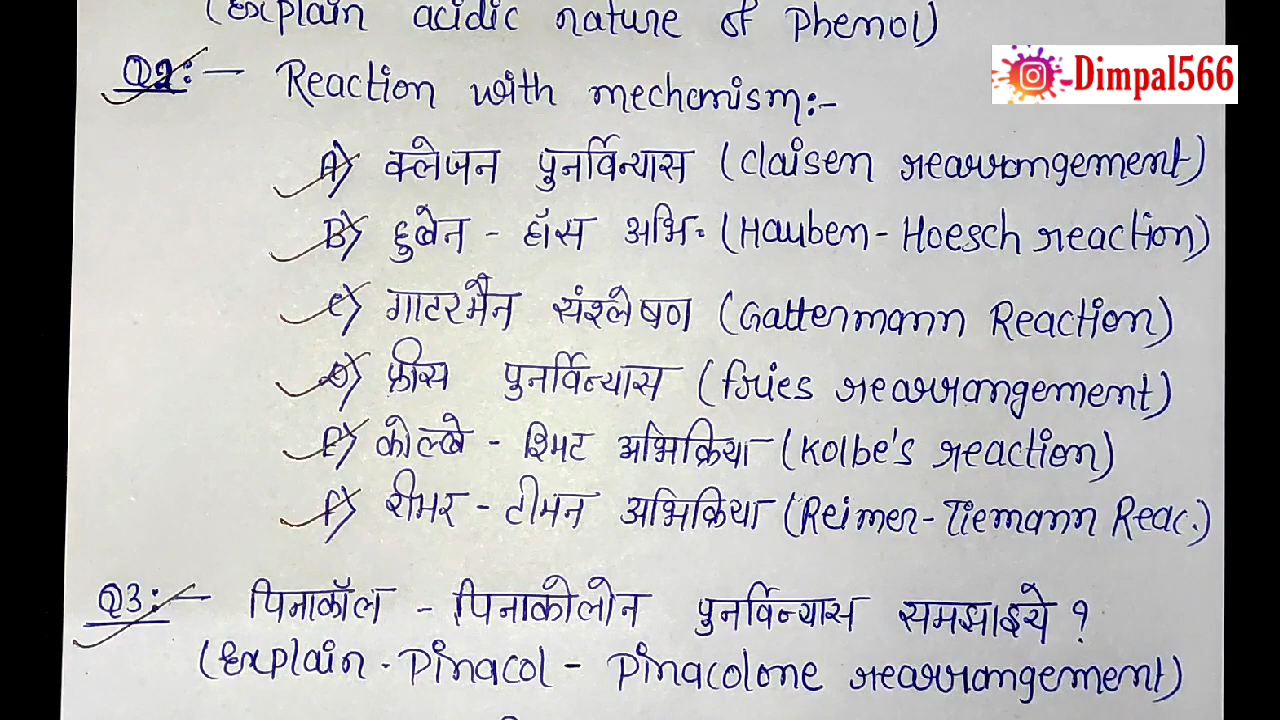 (Explain acidic nature of Phenol)
Q2:- Reaction with mechanism:-
-Dimpal566
A) क्लेजन पुनर्विन्यास (Claisen rearrangement)
B) हुबेन - हॉस अभि॰ (Hauben-Hoesch reaction)
C) गाटरमैन संश्लेषण (Gattermann Reaction)
D) फ्रीस पुनर्विन्यास (fries rearrangement)
E) कोल्बे - श्मिट अभिक्रिया (Kolbe's reaction)
F) रीमर - टीमन अभिक्रिया (Reimer-Tiemann Reac.)
Q3:- पिनाकॉल - पिनाकोलोन पुनर्विन्यास समझाइये ?
(Explain - Pinacol - Pinacolone rearrangement)